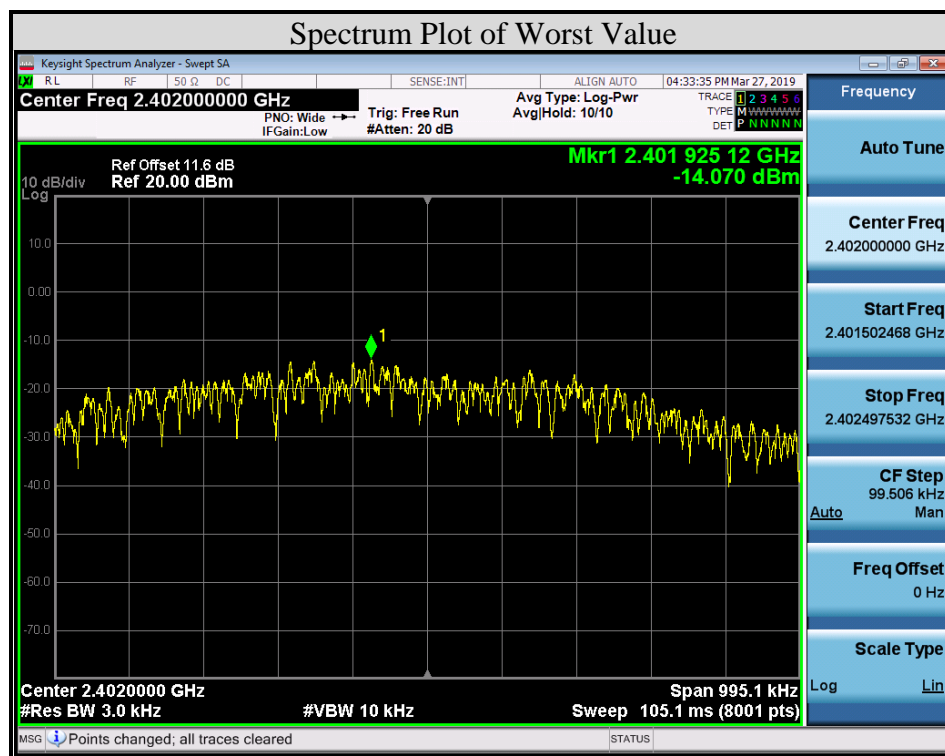 Spectrum Plot of Worst Value
Keysight Spectrum Analyzer - Swept SA
LXI RL RF 50 Ω DC SENSE:INT ALIGN AUTO 04:33:35 PM Mar 27, 2019
Center Freq 2.402000000 GHz
PNO: Wide
IFGain:Low
Trig: Free Run
#Atten: 20 dB
Avg Type: Log-Pwr
Avg|Hold: 10/10
TRACE 1 2 3 4 5 6
TYPE M W W W W W
DET P N N N N N
Mkr1 2.401 925 12 GHz
-14.070 dBm
Ref Offset 11.6 dB
10 dB/div Ref 20.00 dBm
Log
10.0
0.00
-10.0
-20.0
-30.0
-40.0
-50.0
-60.0
-70.0
1
Center 2.4020000 GHz Span 995.1 kHz
#Res BW 3.0 kHz #VBW 10 kHz Sweep 105.1 ms (8001 pts)
MSG Points changed; all traces cleared STATUS
Frequency
Auto Tune
Center Freq
2.402000000 GHz
Start Freq
2.401502468 GHz
Stop Freq
2.402497532 GHz
CF Step
99.506 kHz
Auto Man
Freq Offset
0 Hz
Scale Type
Log Lin